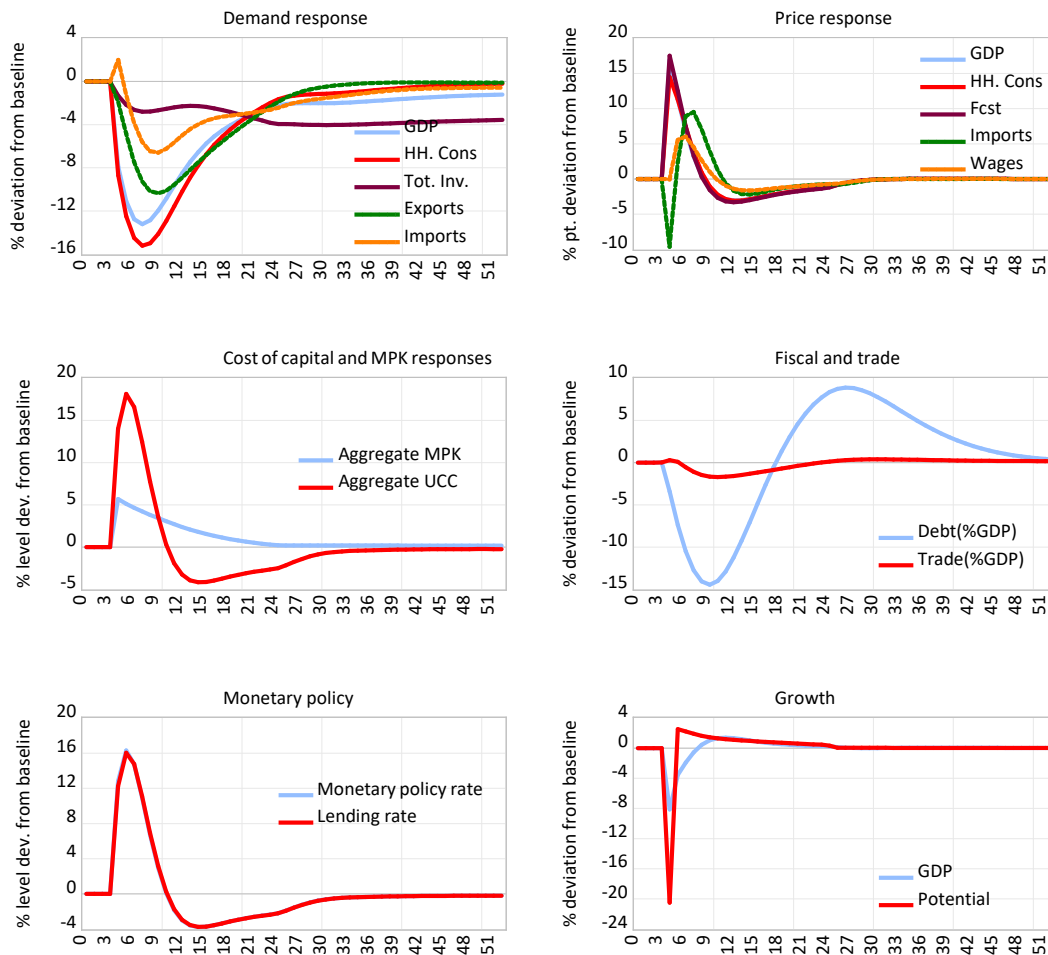 Demand response
% deviation from baseline
4
0
-4
-8
-12
-16
GDP
HH. Cons
Tot. Inv.
Exports
Imports
0 3 6 9 12 15 18 21 24 27 30 33 36 39 42 45 48 51
Price response
% pt. deviation from baseline
20
15
10
5
0
-5
-10
GDP
HH. Cons
Fcst
Imports
Wages
0 3 6 9 12 15 18 21 24 27 30 33 36 39 42 45 48 51
Cost of capital and MPK responses
% level dev. from baseline
20
15
10
5
0
-5
Aggregate MPK
Aggregate UCC
0 3 6 9 12 15 18 21 24 27 30 33 36 39 42 45 48 51
Fiscal and trade
% deviation from baseline
10
5
0
-5
-10
-15
Debt(%GDP)
Trade(%GDP)
0 3 6 9 12 15 18 21 24 27 30 33 36 39 42 45 48 51
Monetary policy
% level dev. from baseline
20
16
12
8
4
0
-4
Monetary policy rate
Lending rate
0 3 6 9 12 15 18 21 24 27 30 33 36 39 42 45 48 51
Growth
% deviation from baseline
4
0
-4
-8
-12
-16
-20
-24
GDP
Potential
0 3 6 9 12 15 18 21 24 27 30 33 36 39 42 45 48 51